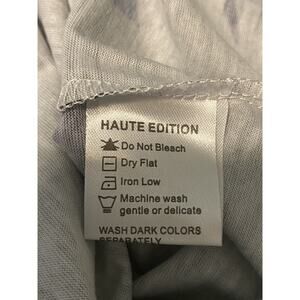 HAUTE EDITION
Do Not Bleach
Dry Flat
Iron Low
Machine wash
gentle or delicate
WASH DARK COLORS
SEPARATELY